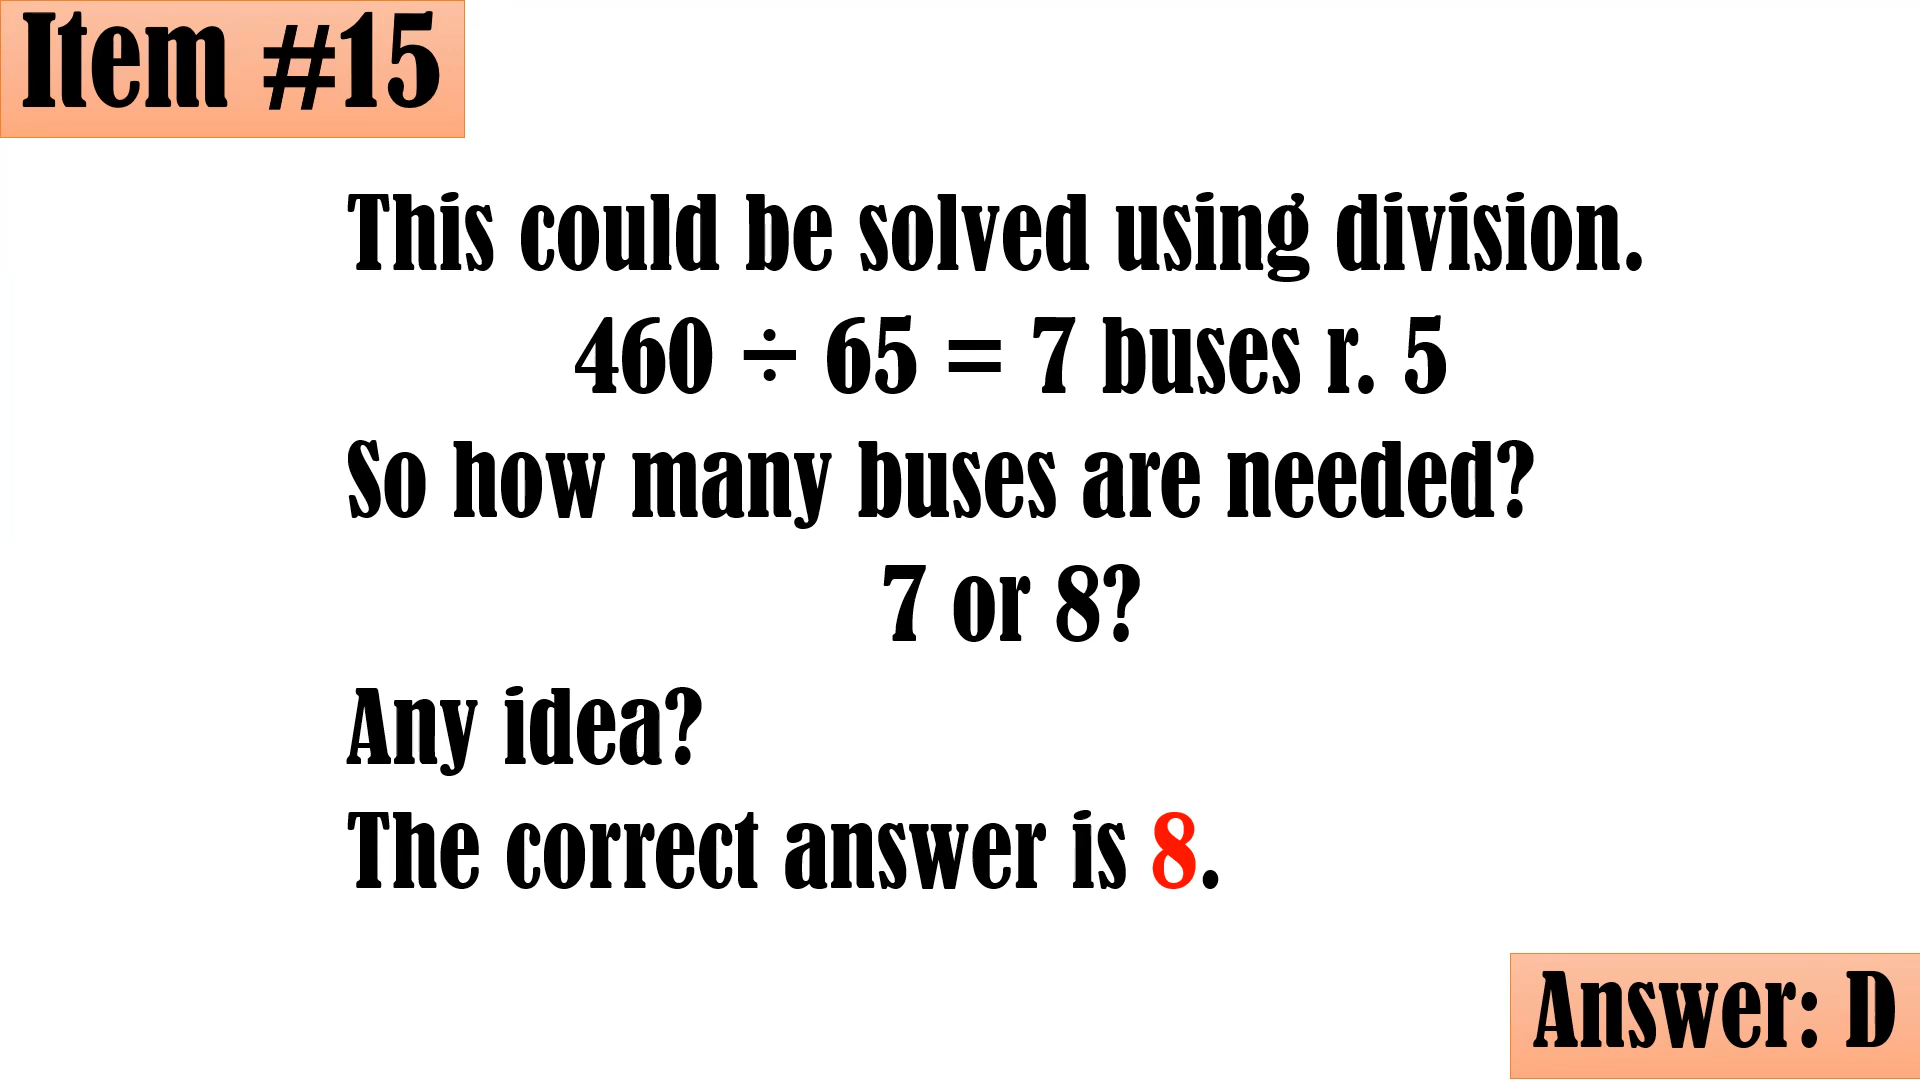 Item #15
This could be solved using division.
460 ÷ 65 = 7 buses r. 5
So how many buses are needed?
7 or 8?
Any idea?
The correct answer is 8.
Answer: D